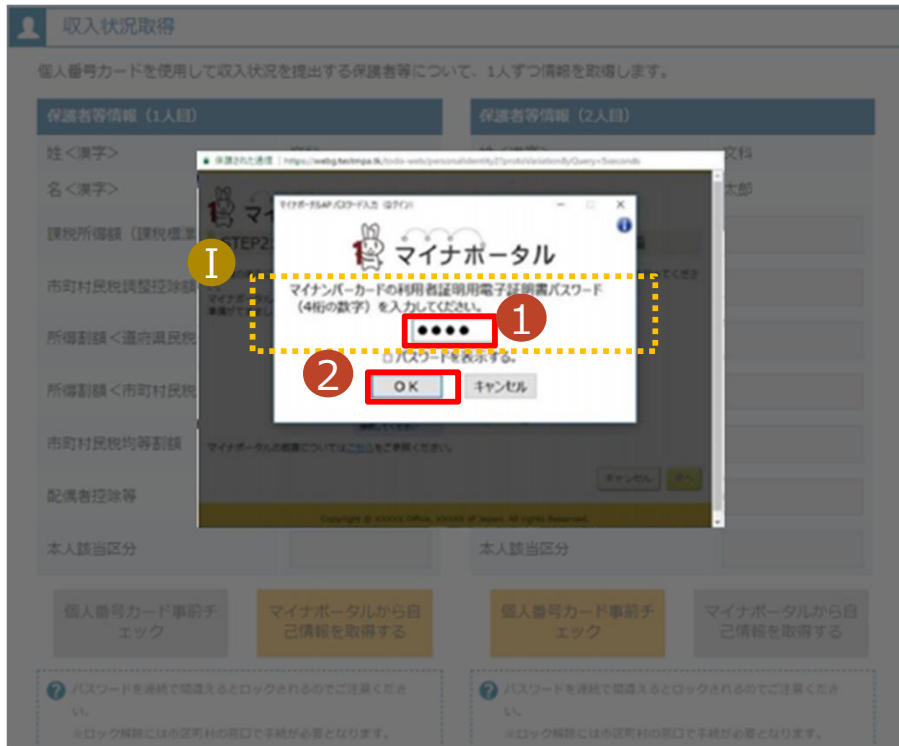 収入状況取得
個人番号カードを使用して収入状況を提出する保護者等について、1人ずつ情報を取得します。
保護者等情報（1人目）
保護者等情報（2人目）
姓<漢字>
文科
名<漢字>
太郎
課税所得額（課税標準
市町村民税調整控除額
所得割額<道府県民税
所得割額<市町村民税
市町村民税均等割額
配偶者控除等
本人該当区分
本人該当区分
マイナポータル
マイナンバーカードの利用者証明用電子証明書パスワード
（4桁の数字）を入力してください。
●●●●
パスワードを表示する。
OK
キャンセル
I
1
2
STEP2:
マイナポータルの概要についてはこちらをご参照ください。
キャンセル
次へ
個人番号カード事前チ
ェック
マイナポータルから自
己情報を取得する
個人番号カード事前チ
ェック
マイナポータルから自
己情報を取得する
パスワードを連続で間違えるとロックされるのでご注意くださ
い。
※ロック解除には市区町村の窓口で手続が必要となります。
パスワードを連続で間違えるとロックされるのでご注意くださ
い。
※ロック解除には市区町村の窓口で手続が必要となります。